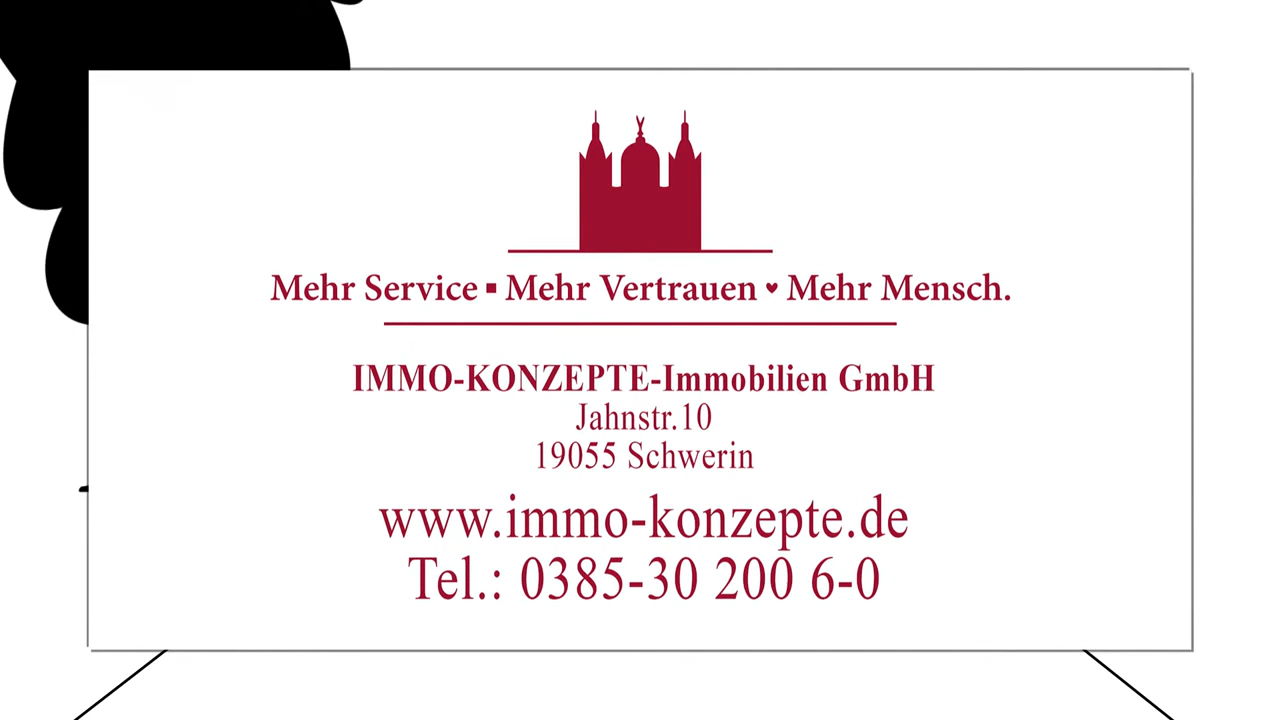 Mehr Service ▪ Mehr Vertrauen ♥ Mehr Mensch.
IMMO-KONZEPTE-Immobilien GmbH
Jahnstr.10
19055 Schwerin
www.immo-konzepte.de
Tel.: 0385-30 200 6-0